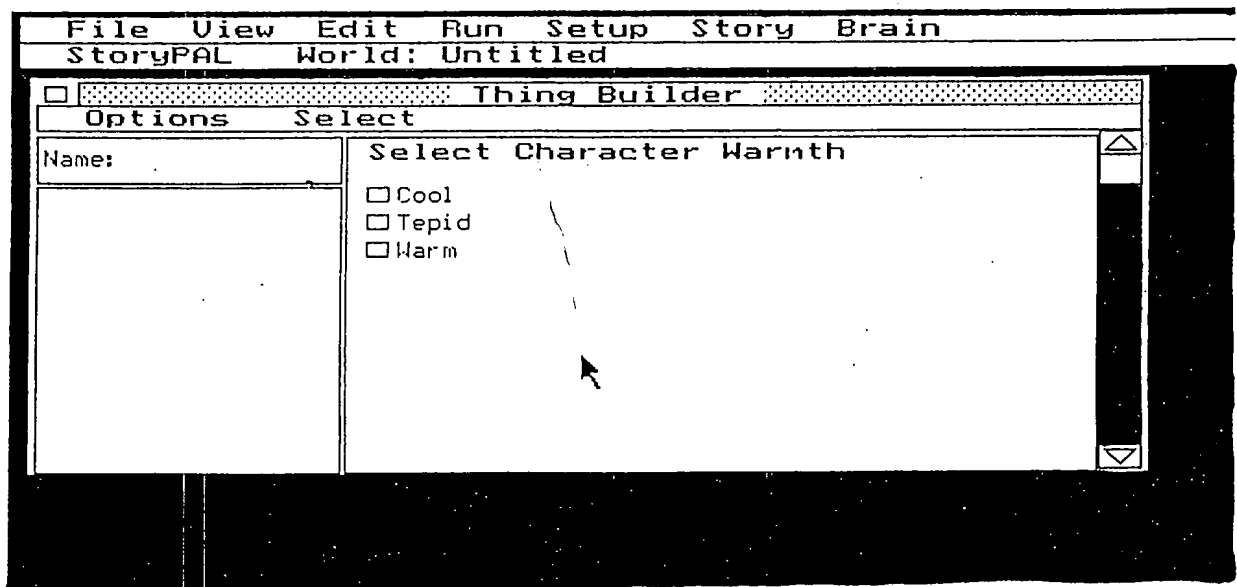 File View Edit Run Setup Story Brain
StoryPAL World: Untitled
Thing Builder
Options Select
Name:
Select Character Warmth
Cool
Tepid
Warm